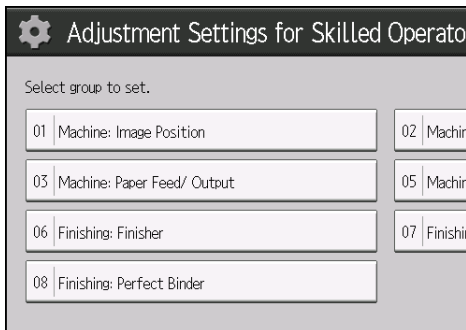 Adjustment Settings for Skilled Operato
Select group to set.
01 Machine: Image Position
02 Machin
03 Machine: Paper Feed/ Output
05 Machin
06 Finishing: Finisher
07 Finishin
08 Finishing: Perfect Binder